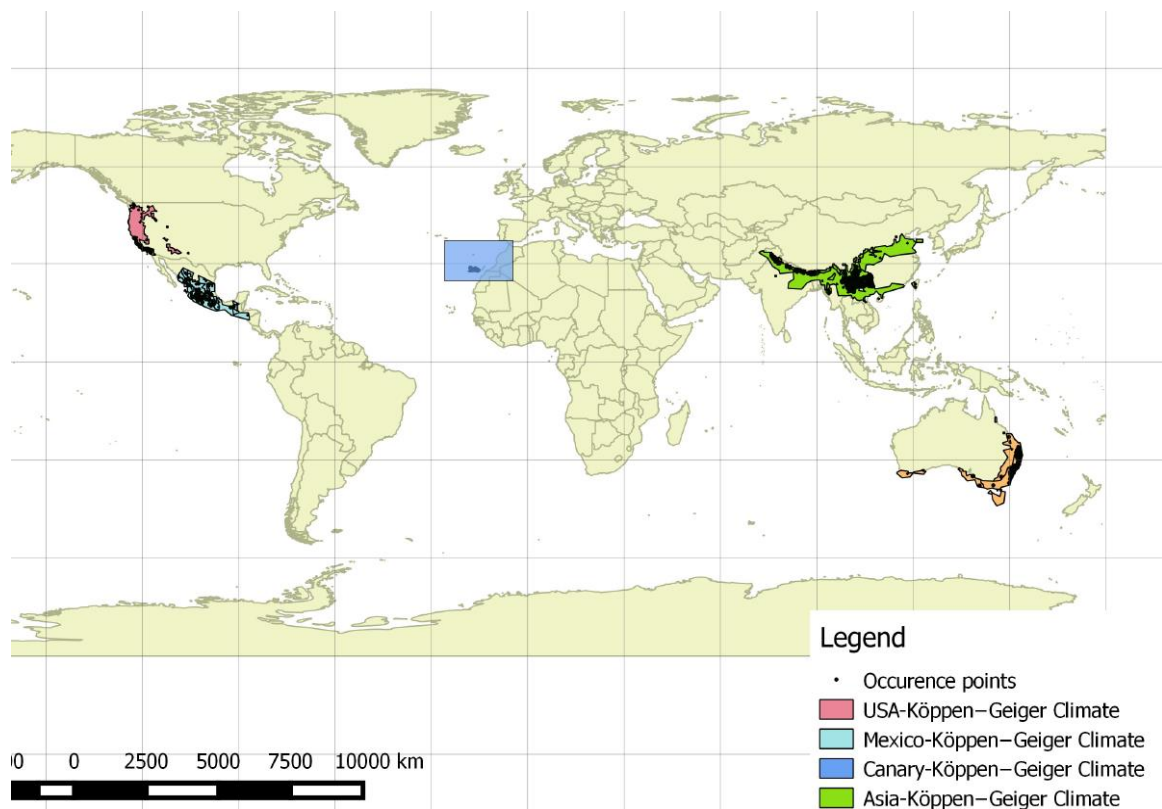 Legend
Occurence points
USA-Köppen–Geiger Climate
Mexico-Köppen–Geiger Climate
Canary-Köppen–Geiger Climate
Asia-Köppen–Geiger Climate
00 0 2500 5000 7500 10000 km